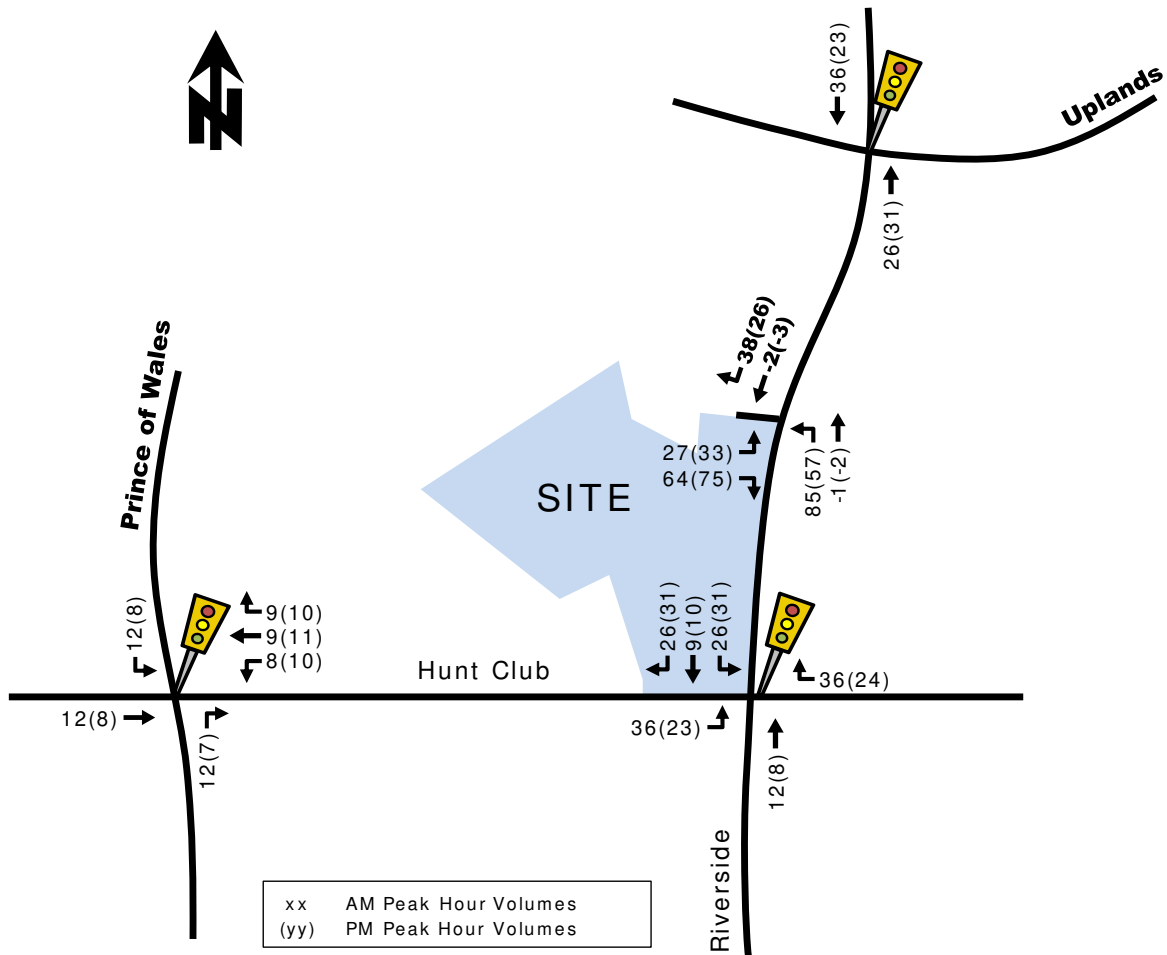 N
36(23)
Uplands
26(31)
38(26)
-2(-3)
Prince of Wales
27(33)
64(75)
85(57)
-1(-2)
SITE
12(8)
9(10)
9(11)
8(10)
Hunt Club
26(31)
9(10)
26(31)
36(24)
12(8)
12(7)
36(23)
12(8)
Riverside
xx AM Peak Hour Volumes
(yy) PM Peak Hour Volumes